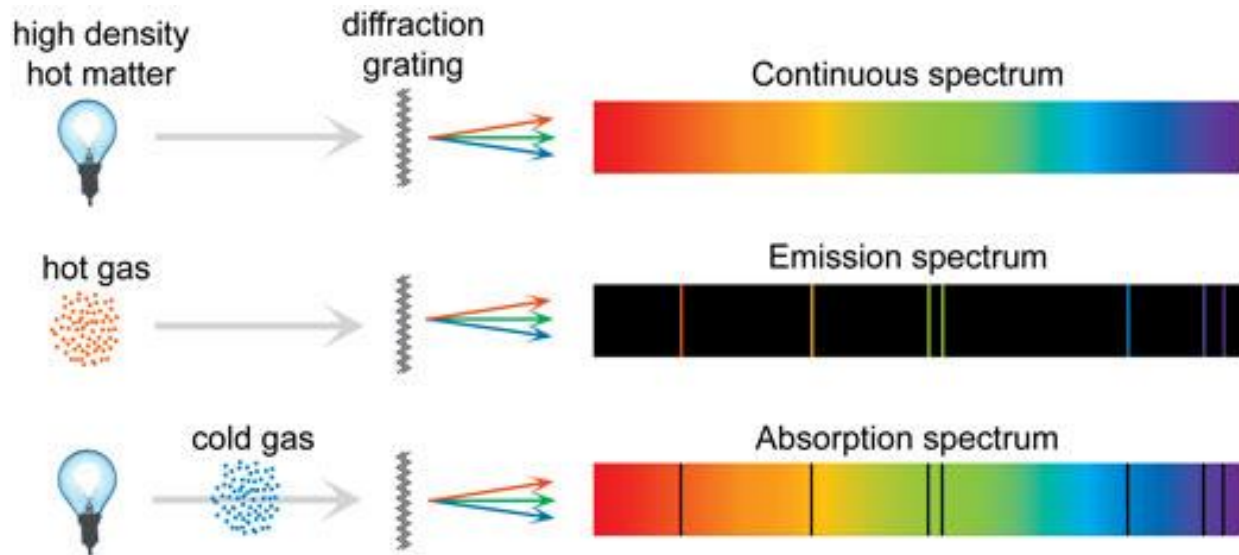 high density
hot matter
diffraction
grating
Continuous spectrum
hot gas
Emission spectrum
cold gas
Absorption spectrum